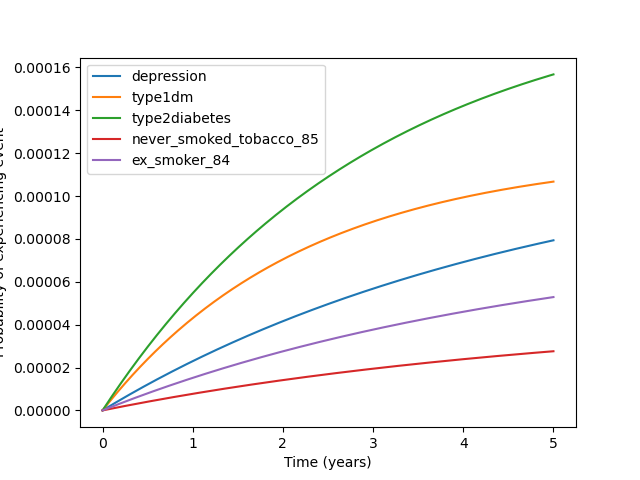 0.00016
0.00014
0.00012
0.00010
0.00008
0.00006
0.00004
0.00002
0.00000
depression
type1dm
type2diabetes
never_smoked_tobacco_85
ex_smoker_84
0
1
2
3
4
5
Time (years)
of experiencing event